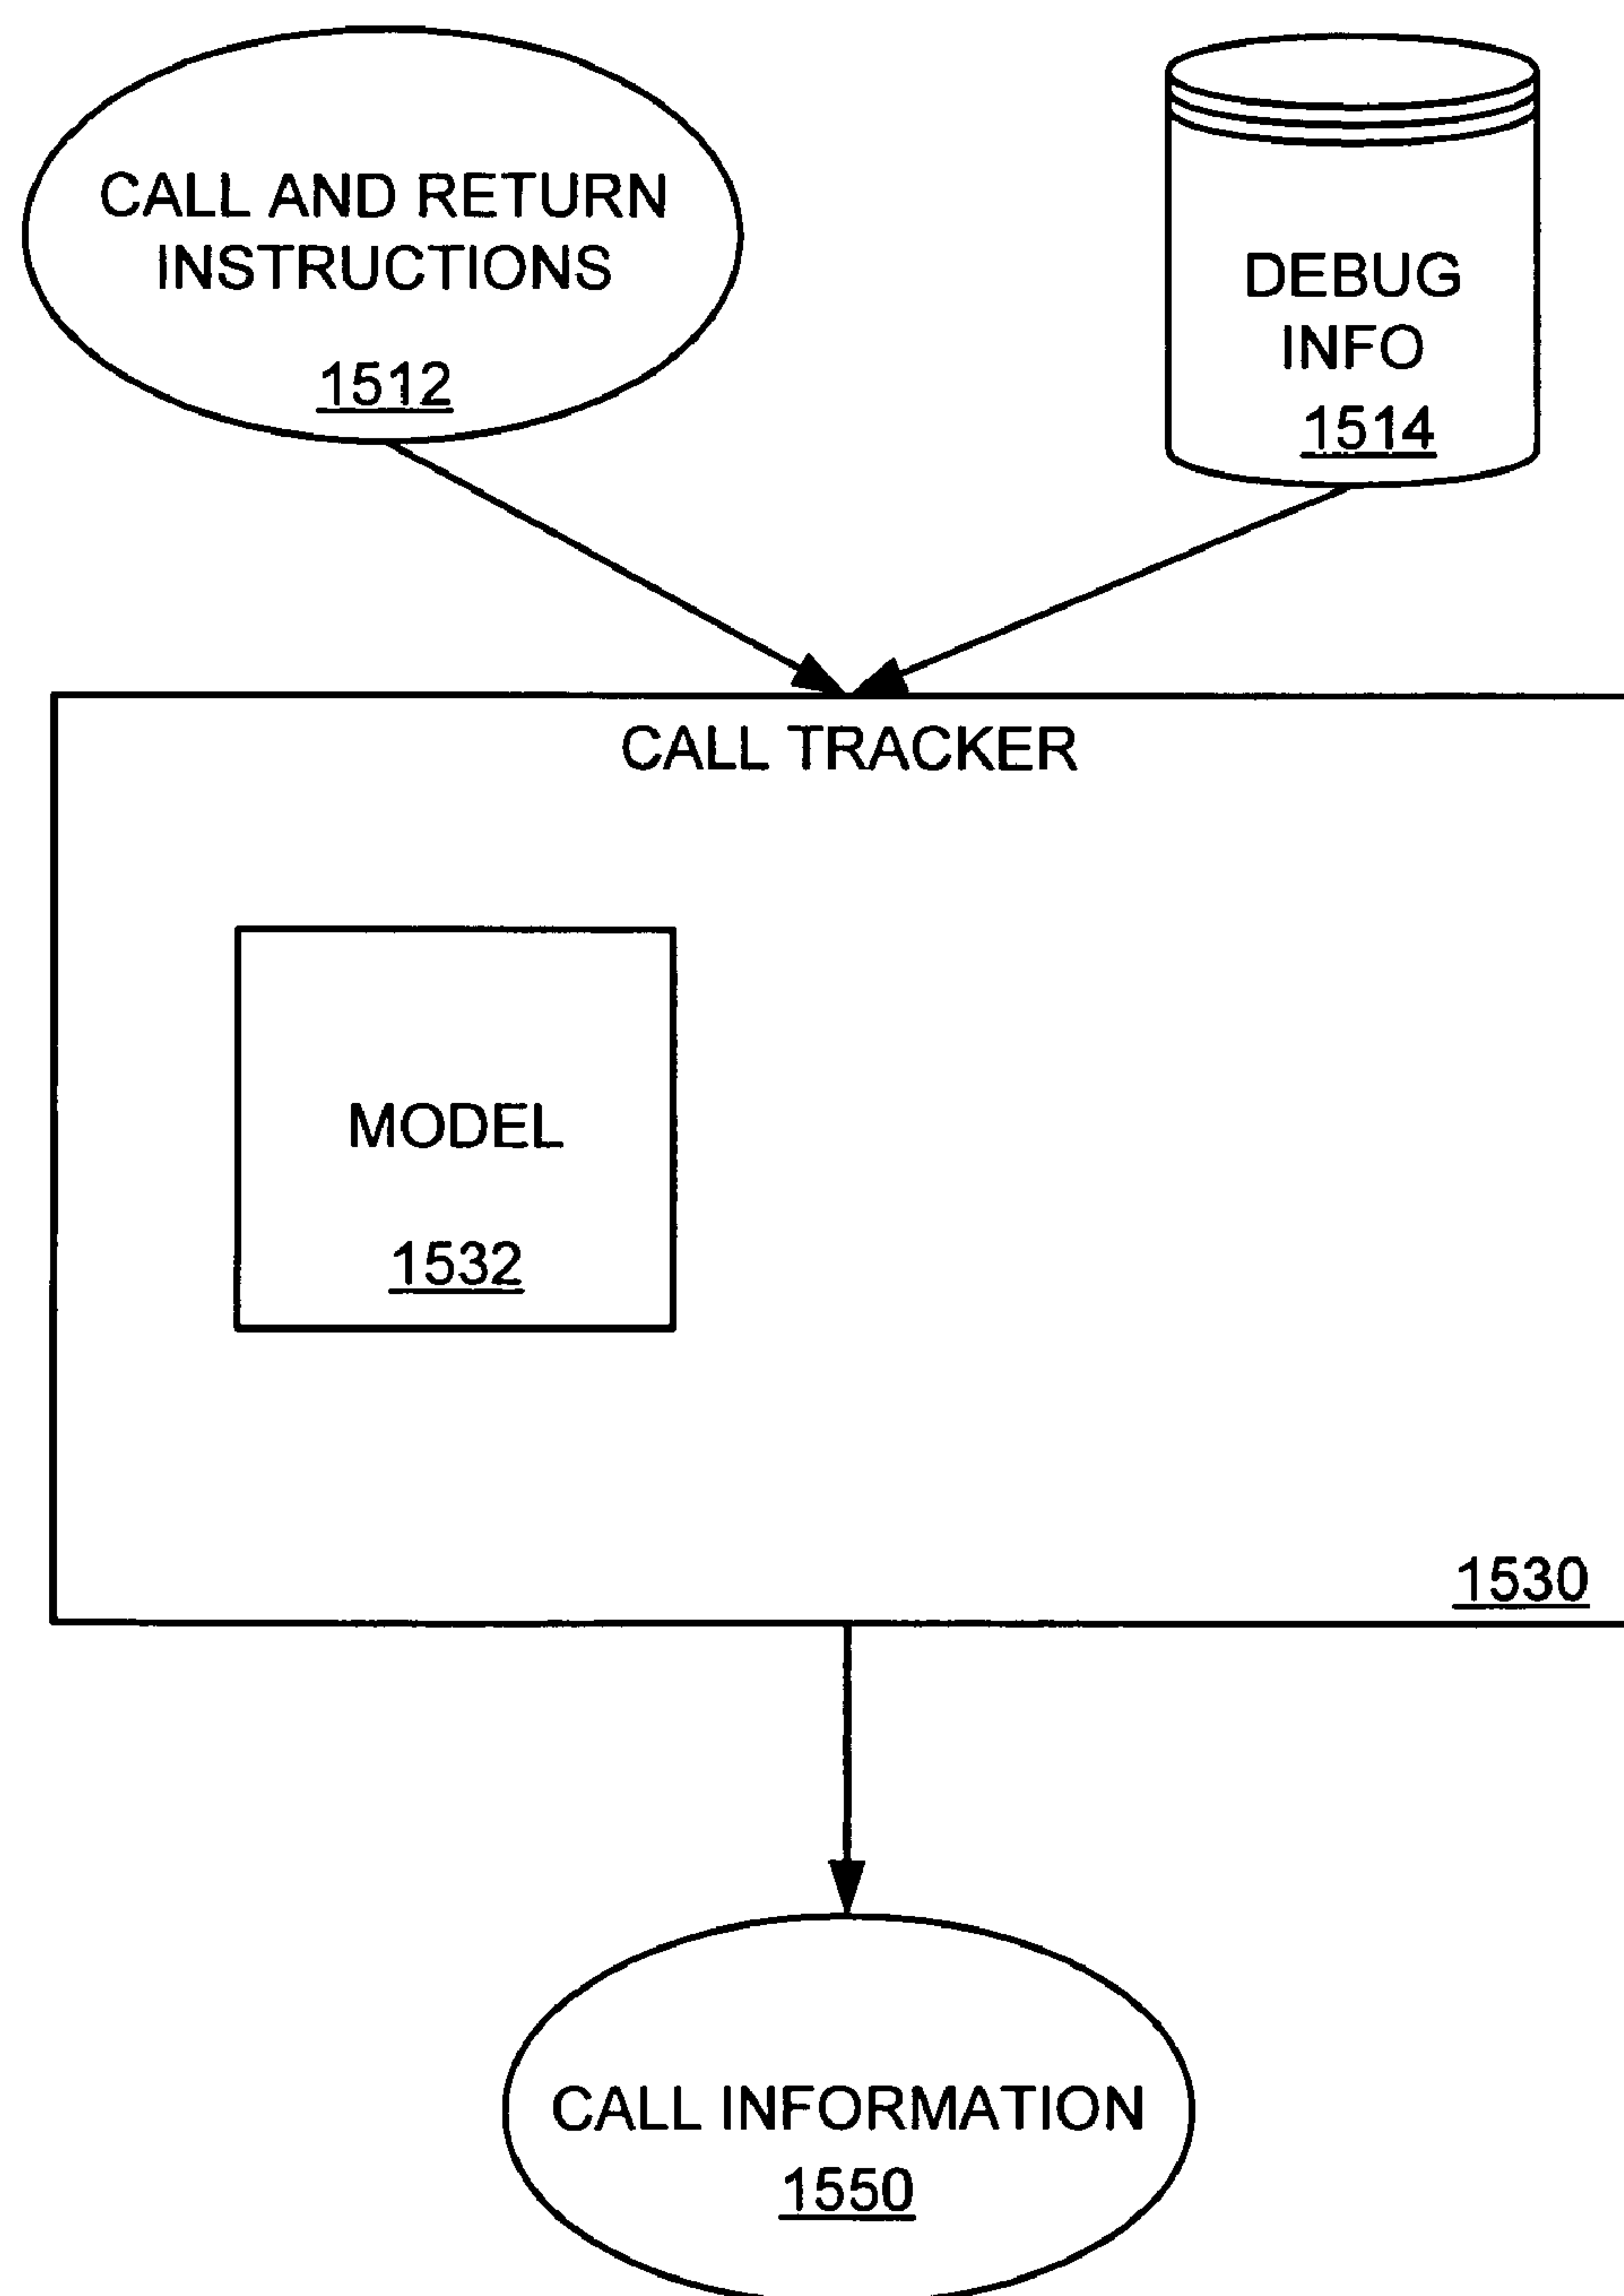 CALL AND RETURN
INSTRUCTIONS
1512
DEBUG
INFO
1514
CALL TRACKER
MODEL
1532
1530
CALL INFORMATION
1550